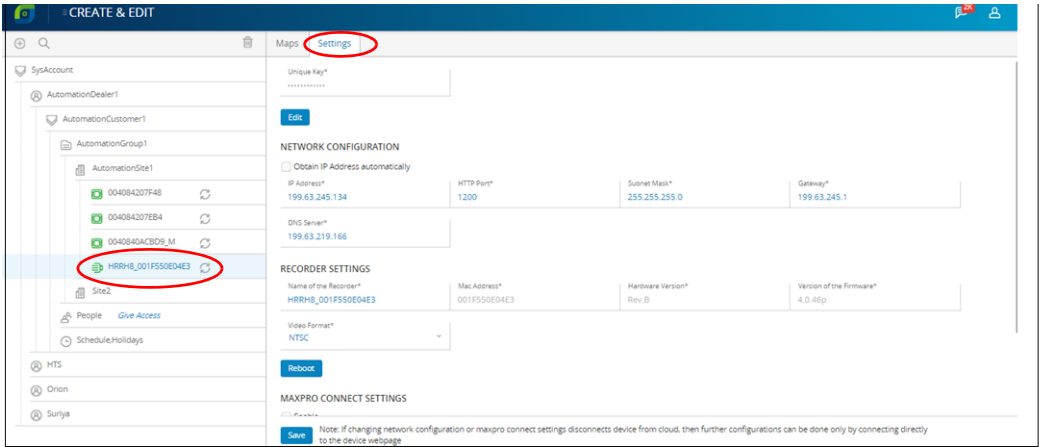 CREATE & EDIT
2K
Maps
Settings
SysAccount
AutomationDealer1
AutomationCustomer1
AutomationGroup1
AutomationSite1
004084207F48
004084207EB4
0040840ACBD9_M
HRRH8_001F550E04E3
Site2
People Give Access
Schedule,Holidays
HTS
Orion
Suriya
Unique Key*
************
Edit
NETWORK CONFIGURATION
Obtain IP Address automatically
IP Address* HTTP Port* Subnet Mask* Gateway*
199.63.245.134 1200 255.255.255.0 199.63.245.1
DNS Server*
199.63.219.166
RECORDER SETTINGS
Name of the Recorder* Mac Address* Hardware Version* Version of the Firmware*
HRRH8_001F550E04E3 001F550E04E3 Rev.B 4.0.46p
Video Format*
NTSC
Reboot
MAXPRO CONNECT SETTINGS
Enable
Save
Note: If changing network configuration or maxpro connect settings disconnects device from cloud, then further configurations can be done only by connecting directly
to the device webpage